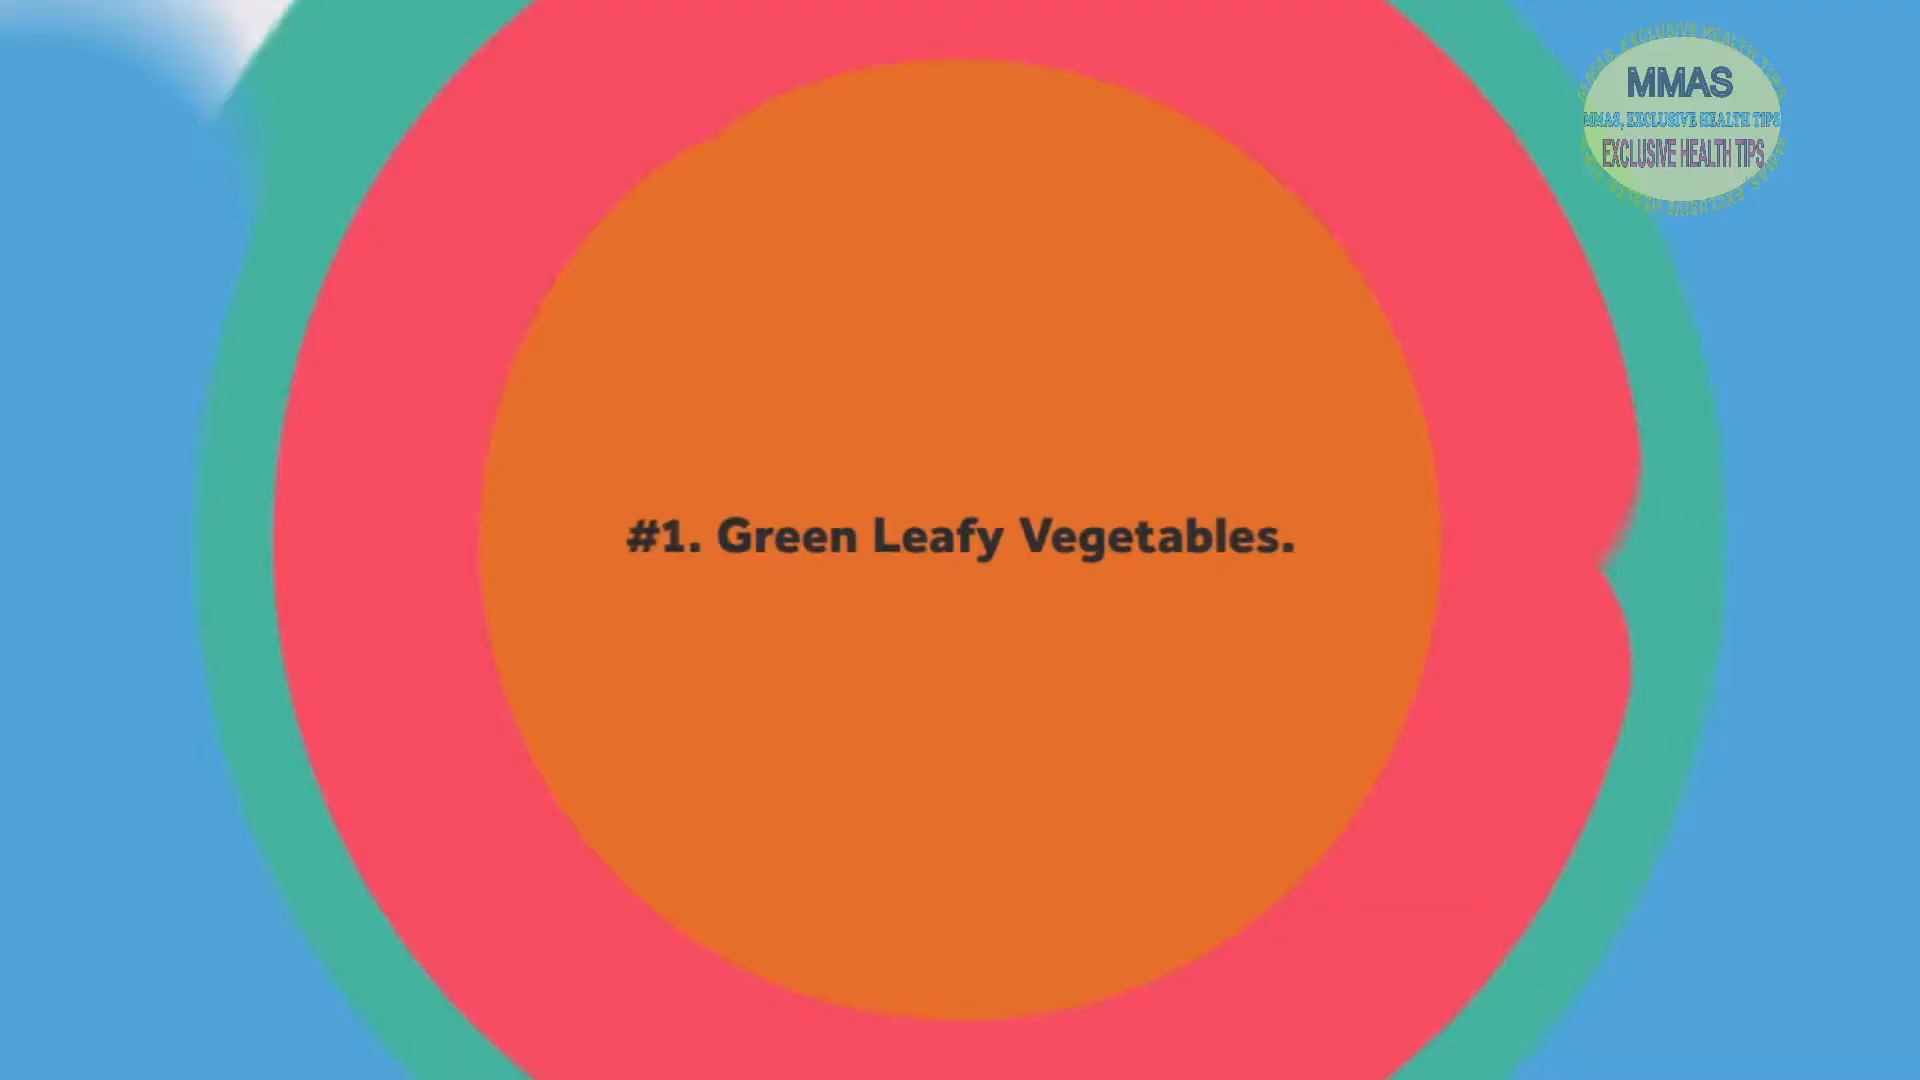 MMAS
MMAS, EXCLUSIVE HEALTH TIPS
EXCLUSIVE HEALTH TIPS
#1. Green Leafy Vegetables.